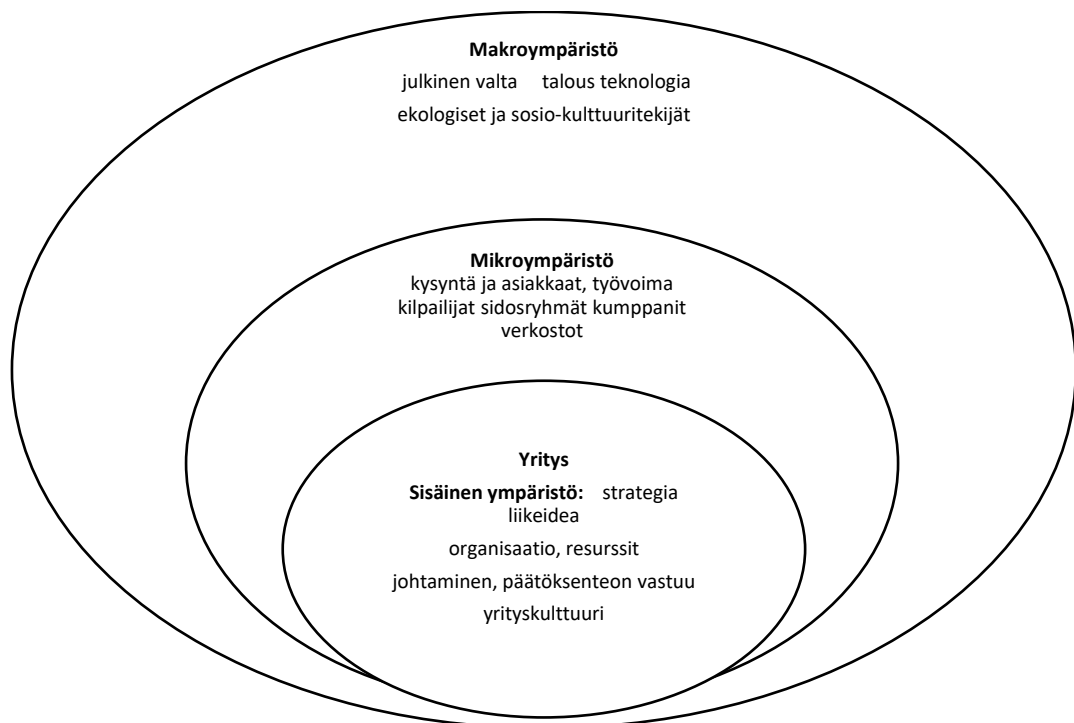 Makroympäristö
julkinen valta talous teknologia
ekologiset ja sosio-kulttuuritekijät
Mikroympäristö
kysyntä ja asiakkaat, työvoima
kilpailijat sidosryhmät kumppanit
verkostot
Yritys
Sisäinen ympäristö: strategia
liikeidea
organisaatio, resurssit
johtaminen, päätöksenteon vastuu
yrityskulttuuri